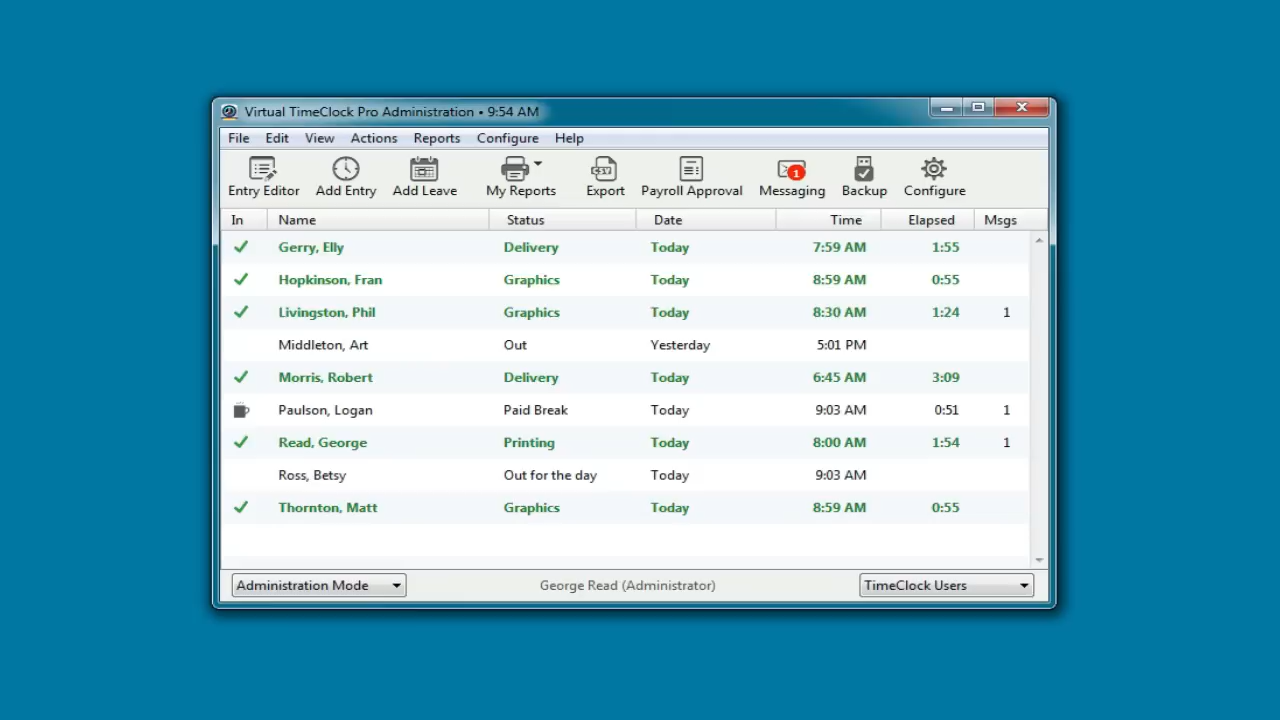 Virtual TimeClock Pro Administration • 9:54 AM
File Edit View Actions Reports Configure Help
Entry Editor Add Entry Add Leave My Reports Export Payroll Approval 1 Messaging Backup Configure
In Name Status Date Time Elapsed Msgs
Gerry, Elly Delivery Today 7:59 AM 1:55
Hopkinson, Fran Graphics Today 8:59 AM 0:55
Livingston, Phil Graphics Today 8:30 AM 1:24 1
Middleton, Art Out Yesterday 5:01 PM
Morris, Robert Delivery Today 6:45 AM 3:09
Paulson, Logan Paid Break Today 9:03 AM 0:51 1
Read, George Printing Today 8:00 AM 1:54 1
Ross, Betsy Out for the day Today 9:03 AM
Thornton, Matt Graphics Today 8:59 AM 0:55
Administration Mode George Read (Administrator) TimeClock Users